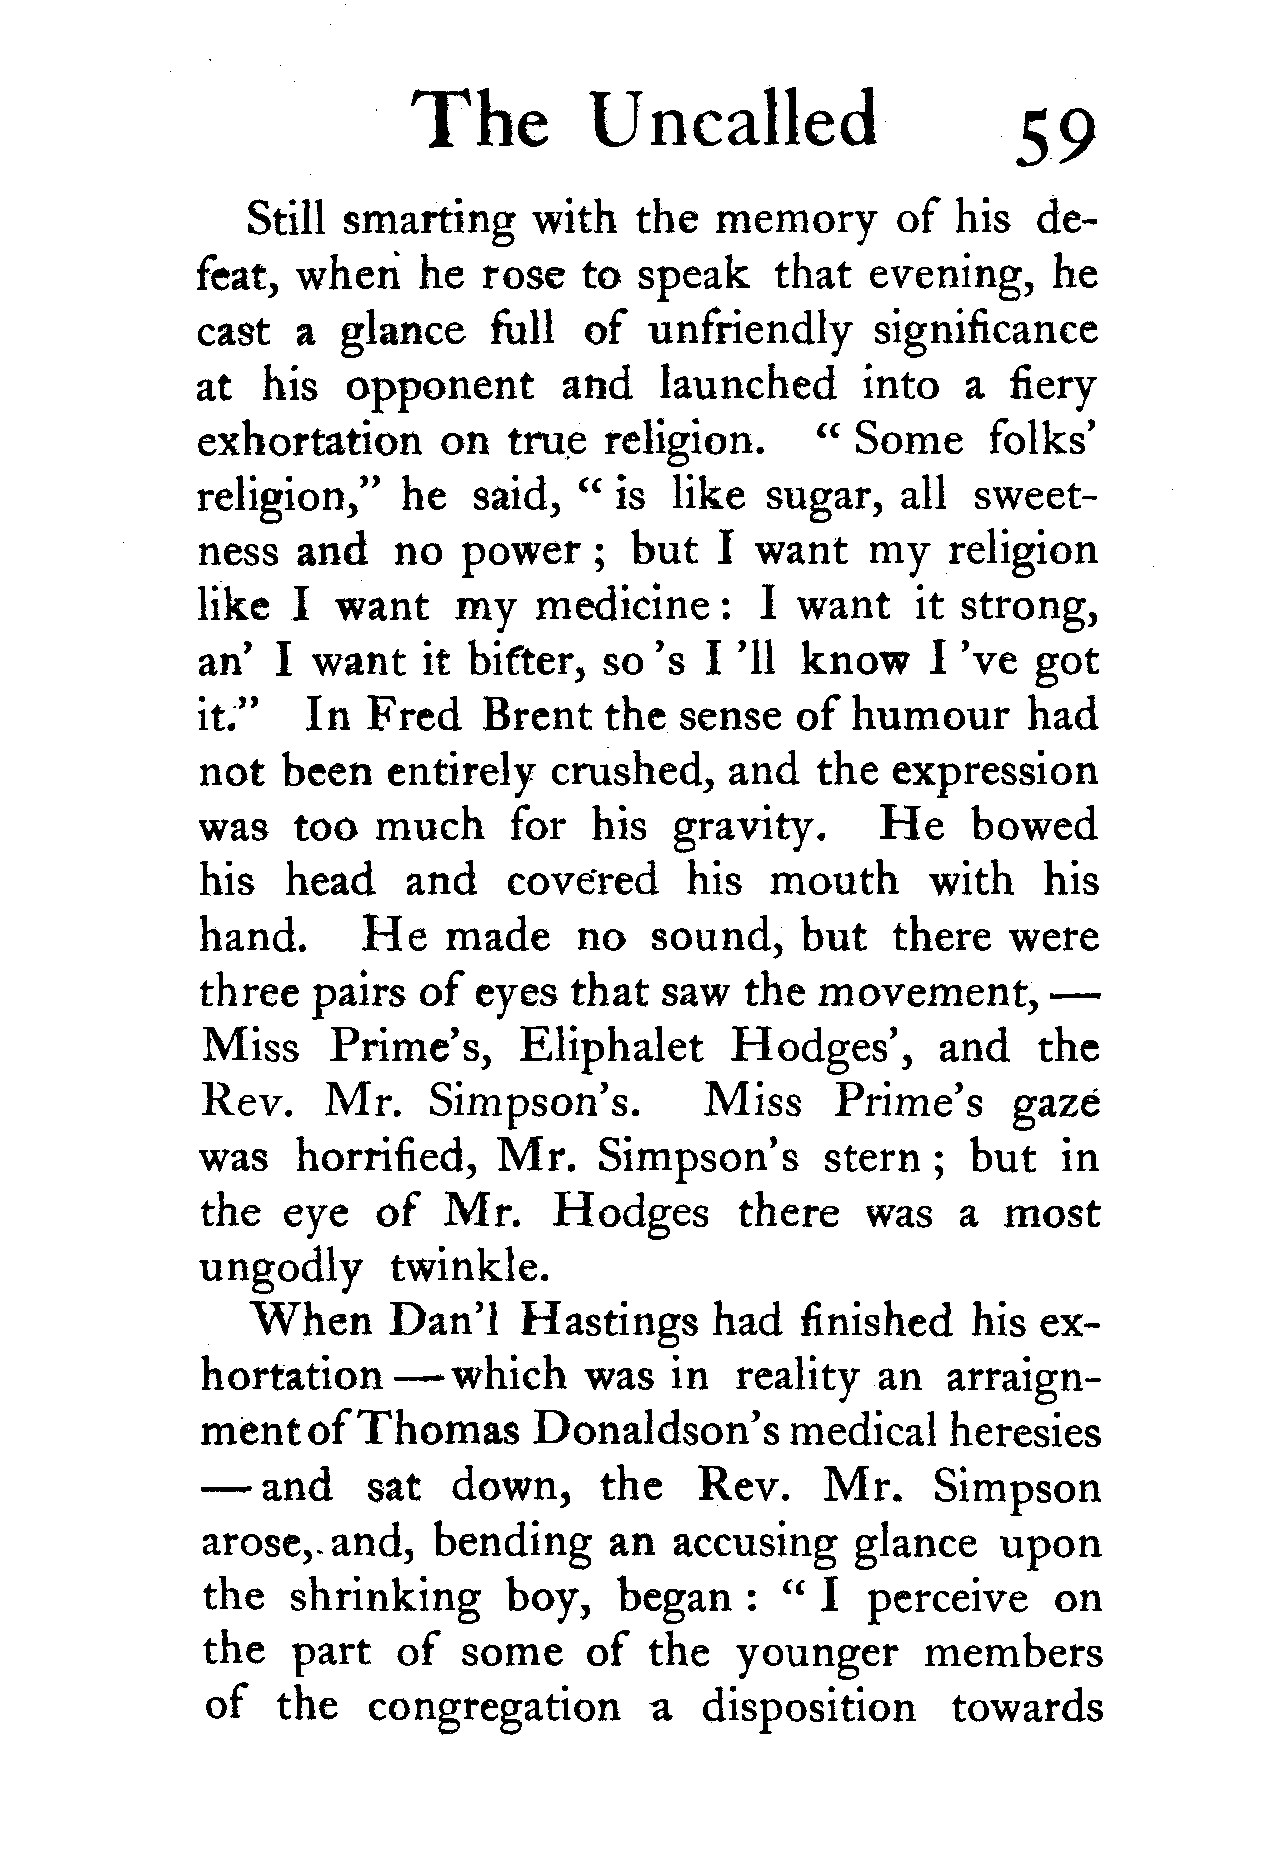 The Uncalled 59
Still smarting with the memory of his de-
feat, when he rose to speak that evening, he
cast a glance full of unfriendly significance
at his opponent and launched into a fiery
exhortation on true religion. “ Some folks’
religion,” he said, “ is like sugar, all sweet-
ness and no power ; but I want my religion
like I want my medicine : I want it strong,
an’ I want it bitter, so ’s I ’ll know I ’ve got
it.” In Fred Brent the sense of humour had
not been entirely crushed, and the expression
was too much for his gravity. He bowed
his head and covered his mouth with his
hand. He made no sound, but there were
three pairs of eyes that saw the movement, —
Miss Prime’s, Eliphalet Hodges’, and the
Rev. Mr. Simpson’s. Miss Prime’s gaze
was horrified, Mr. Simpson’s stern ; but in
the eye of Mr. Hodges there was a most
ungodly twinkle.
When Dan’l Hastings had finished his ex-
hortation — which was in reality an arraign-
ment of Thomas Donaldson’s medical heresies
— and sat down, the Rev. Mr. Simpson
arose, and, bending an accusing glance upon
the shrinking boy, began : “ I perceive on
the part of some of the younger members
of the congregation a disposition towards